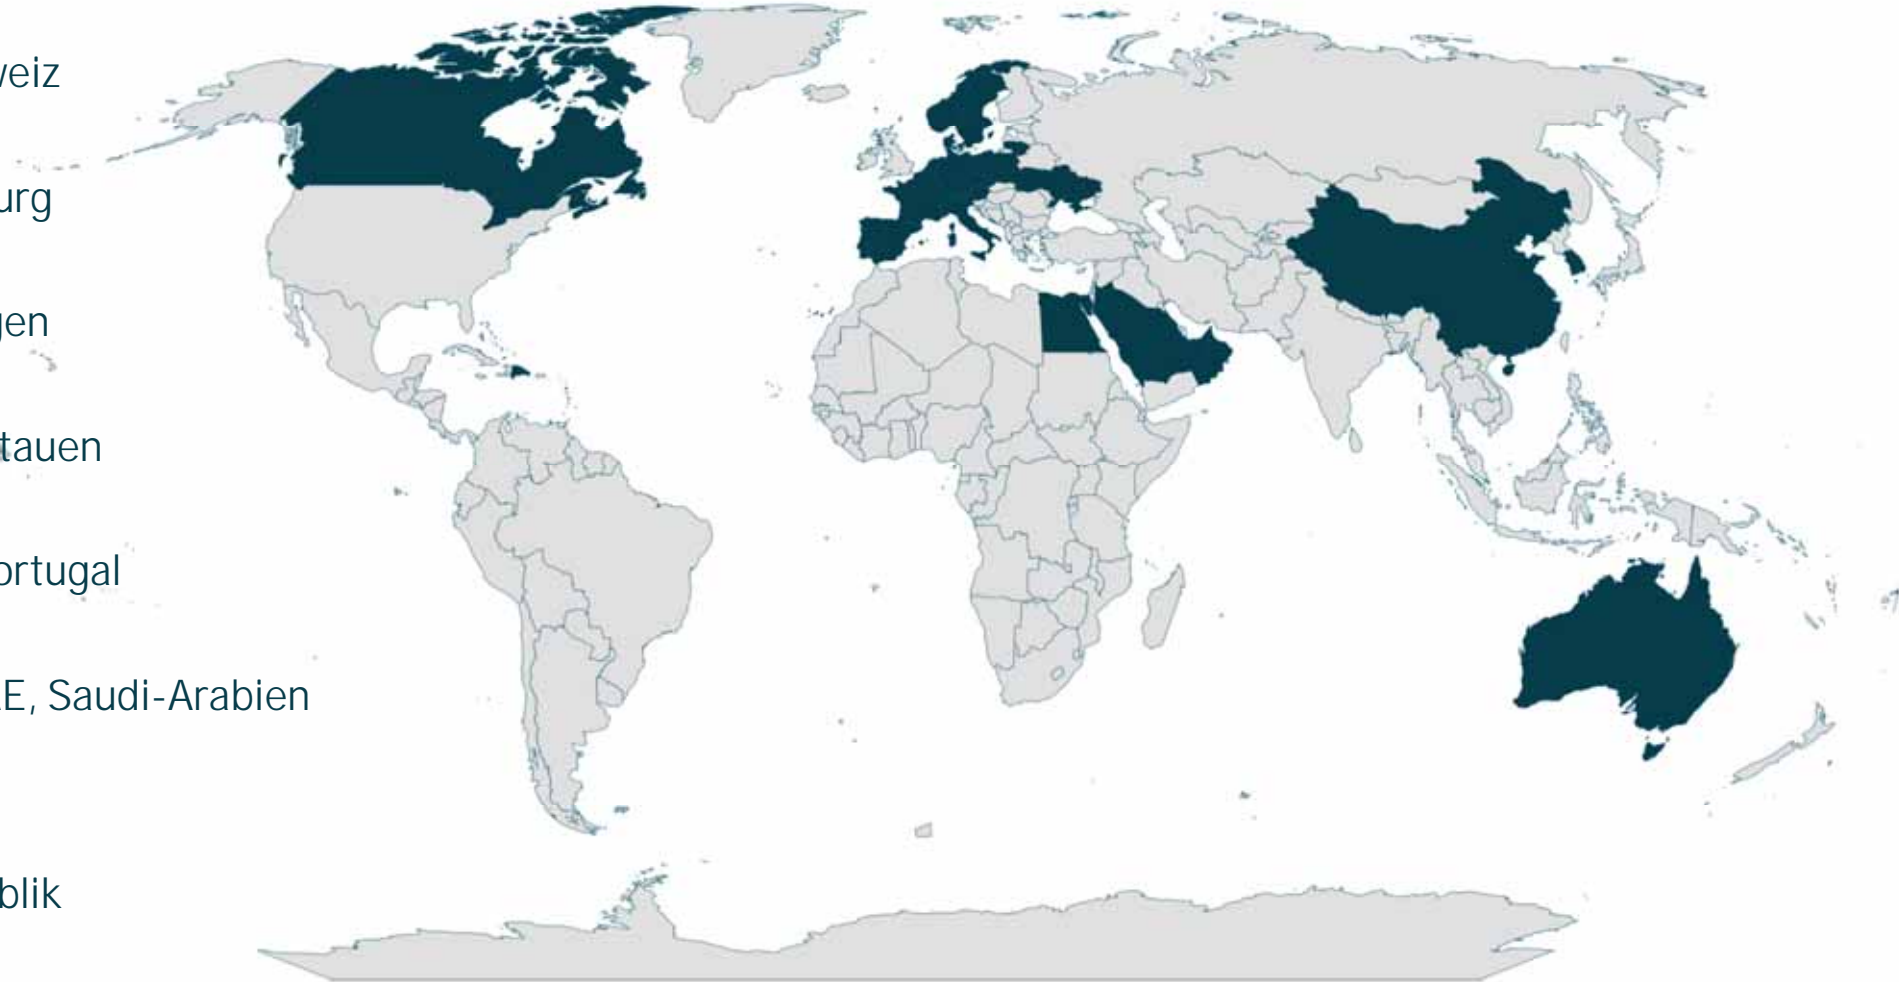 weiz
urg
gen
tauen
ortugal
E, Saudi-Arabien
blik